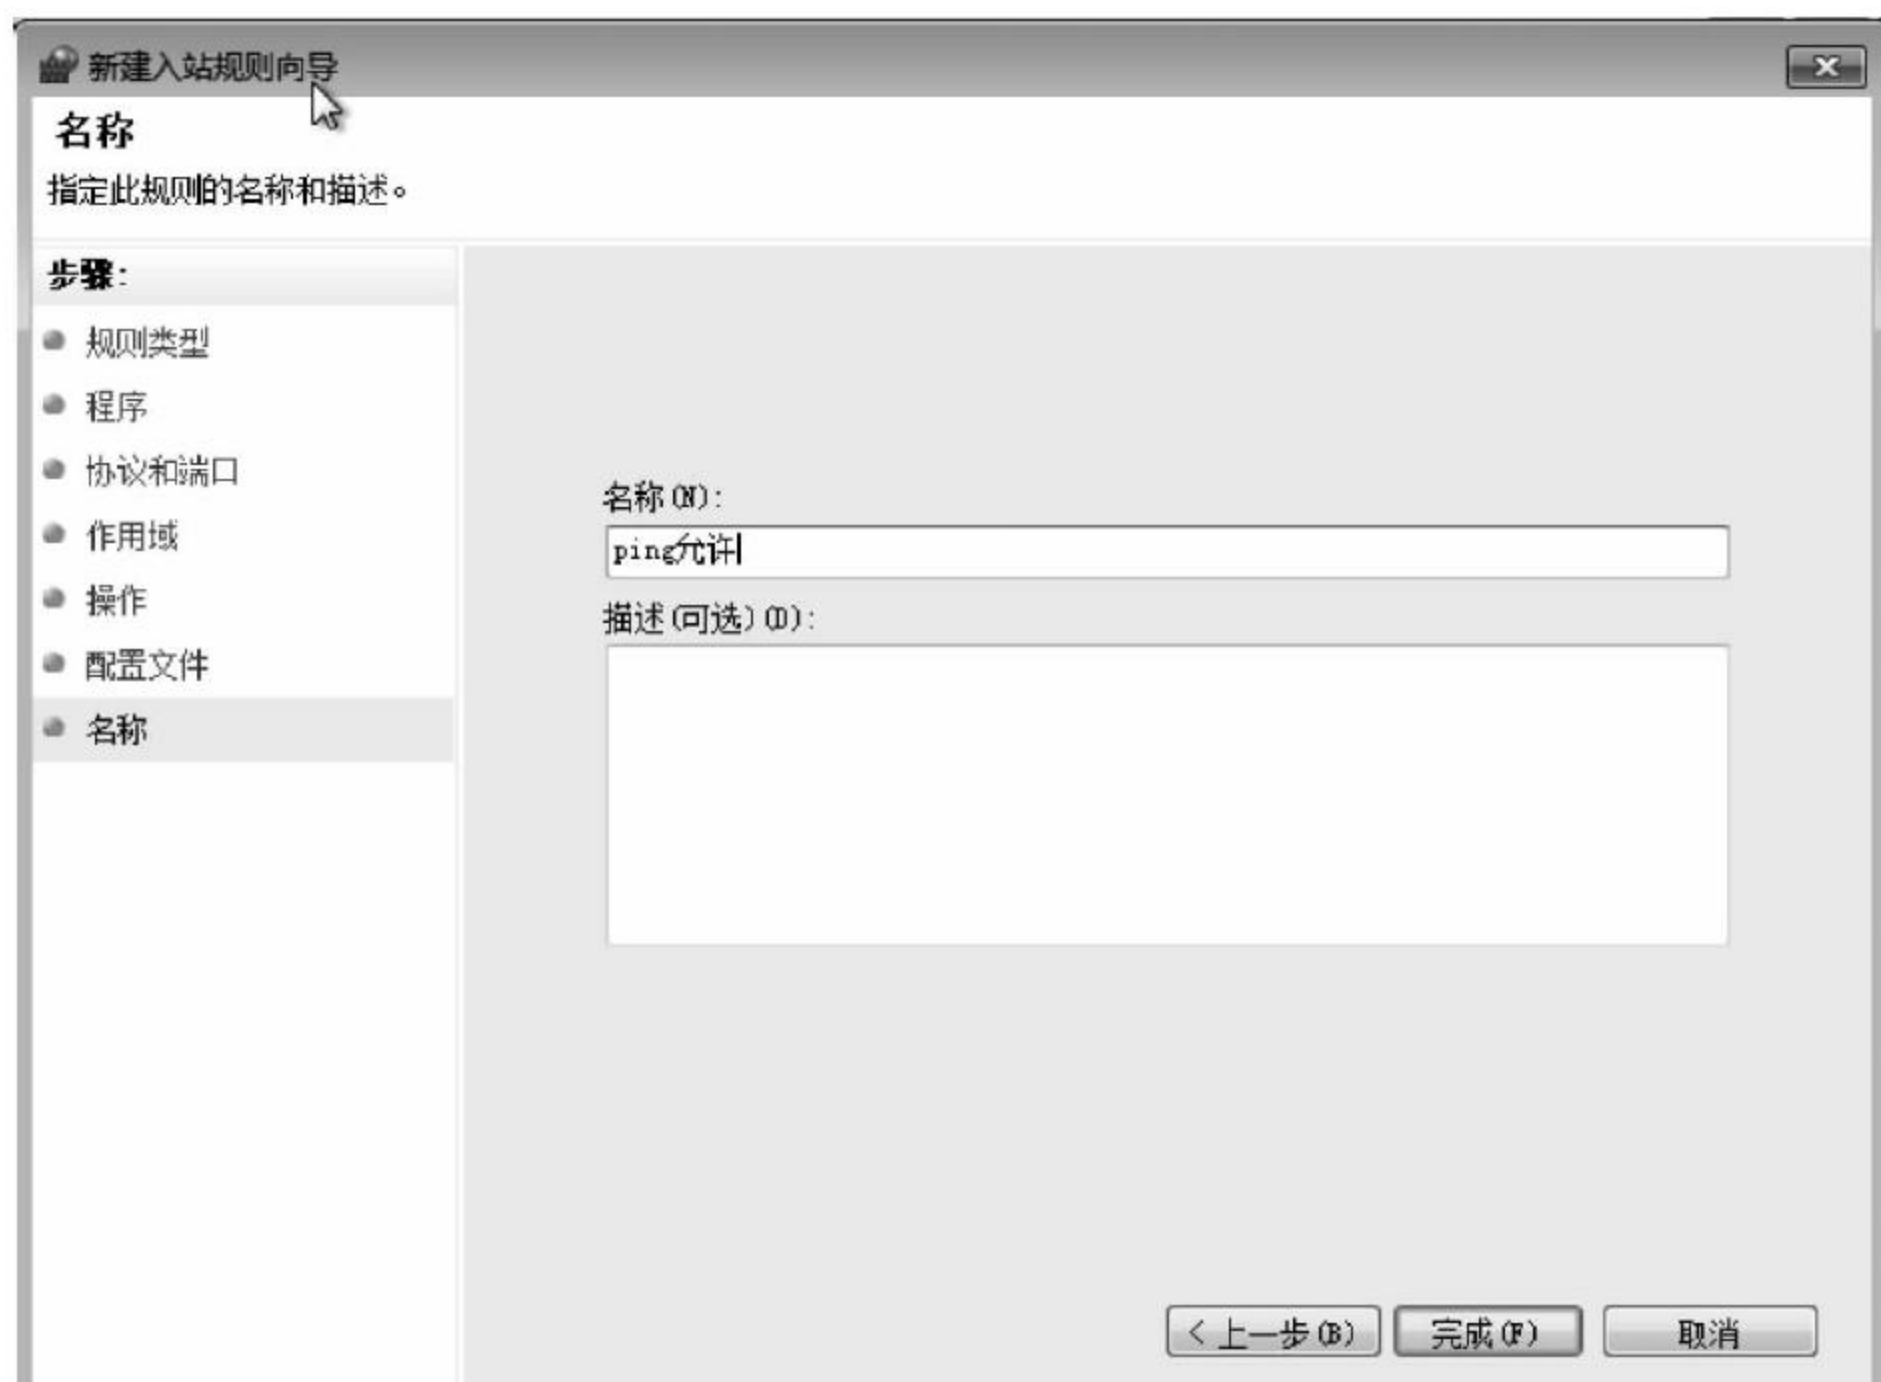 新建入站规则向导
名称
指定此规则的名称和描述。
步骤:
规则类型
程序
协议和端口
作用域
操作
配置文件
名称
名称(N):
ping允许
描述(可选)(D):
< 上一步(B)
完成(F)
取消